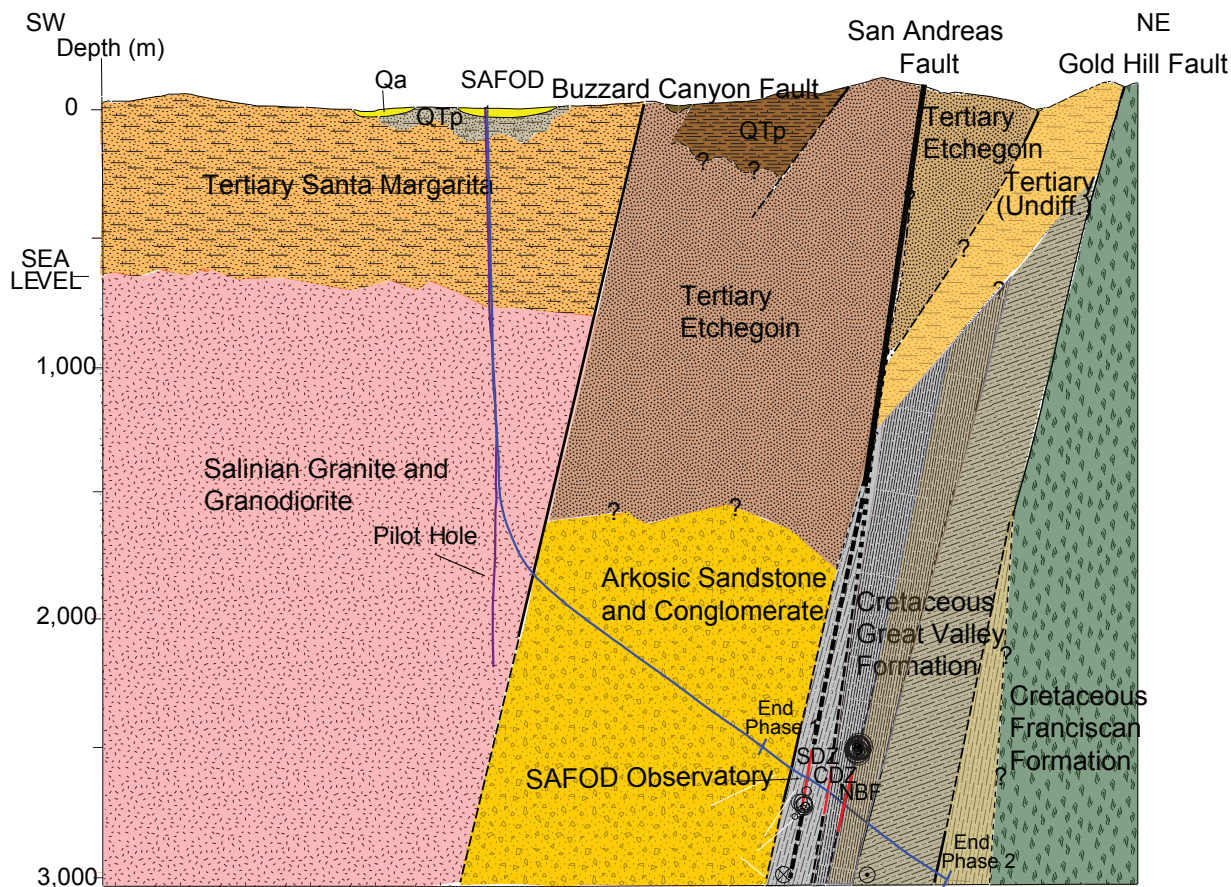 SW
NE
Depth (m)
San Andreas
Fault
Gold Hill Fault
Qa
SAFOD
Buzzard Canyon Fault
0
QTp
QTp
Tertiary
Etchegoin
Tertiary Santa Margarita
Tertiary
(Undiff.)
?
?
?
?
?
?
SEA
LEVEL
?
Tertiary
Etchegoin
1,000
Salinian Granite and
Granodiorite
?
?
Pilot Hole
Arkosic Sandstone
and Conglomerate
Cretaceous
Great Valley
Formation
2,000
?
Cretaceous
Franciscan
Formation
End
Phase 1
SDZ
CDZ
NBF
SAFOD Observatory
?
End
Phase 2
3,000